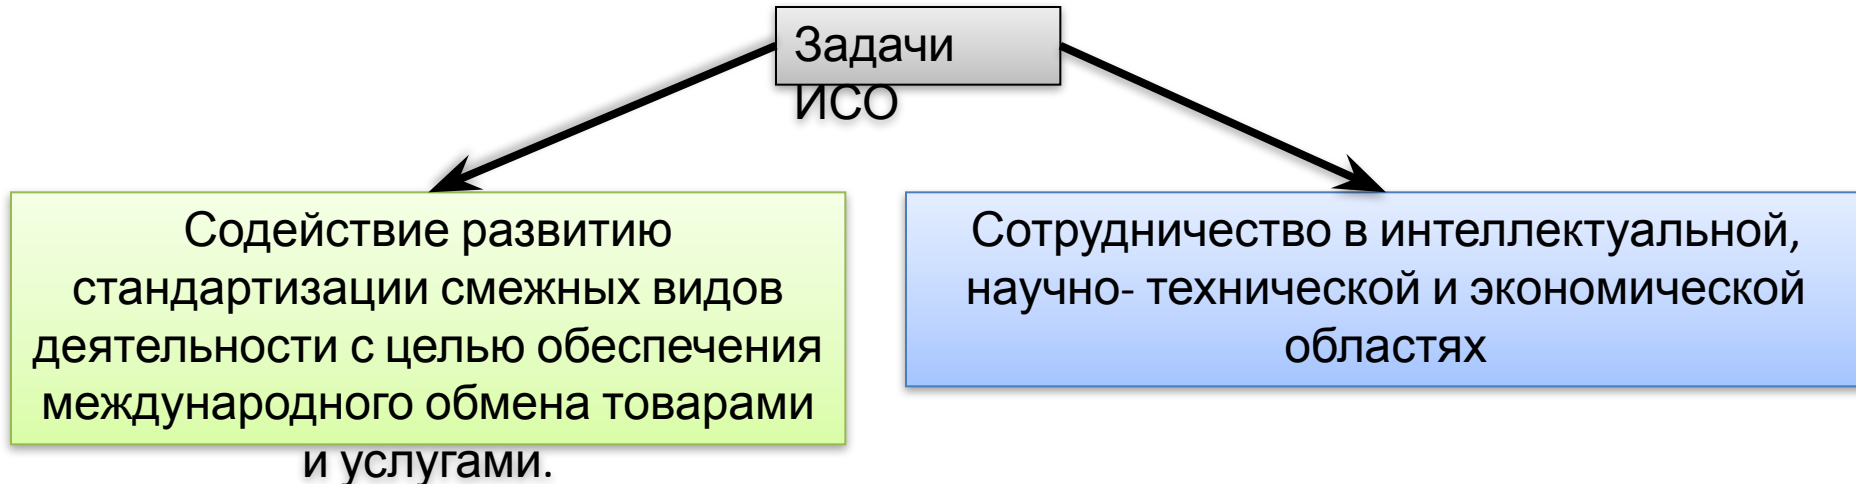 Задачи
ИСО
Содействие развитию
стандартизации смежных видов
деятельности с целью обеспечения
международного обмена товарами
и услугами.
Сотрудничество в интеллектуальной,
научно- технической и экономической
областях